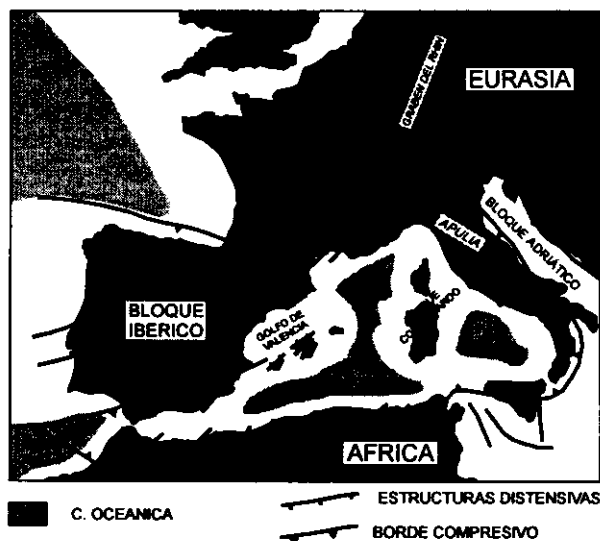 GRABEN DEL RHIN
EURASIA
BLOQUE ADRIÁTICO
APULIA
BLOQUE
IBERICO
GOLFO DE
VALENCIA
AFRICA
C. OCEANICA
ESTRUCTURAS DISTENSIVAS
BORDE COMPRESIVO